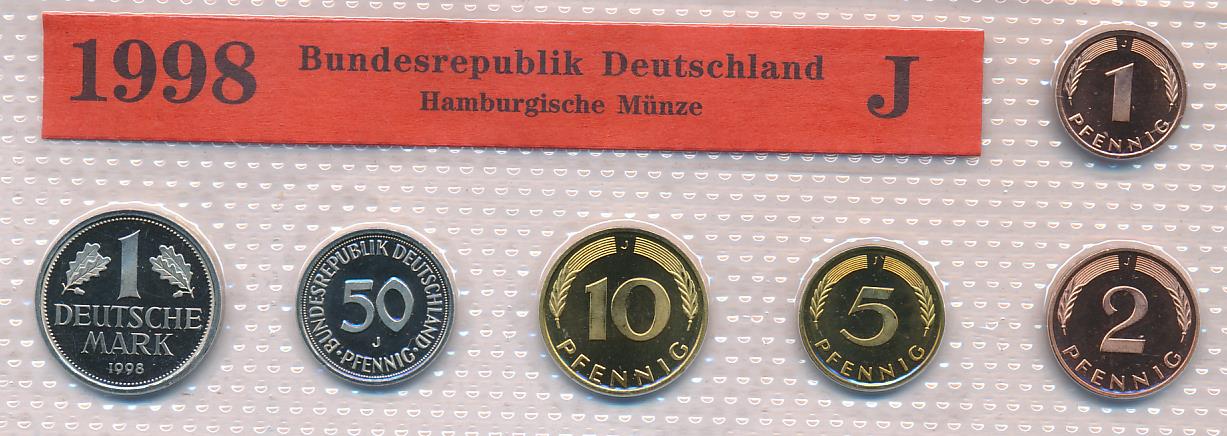 1998
Bundesrepublik Deutschland
Hamburgische Münze
J
J
1
PFENNIG
1
DEUTSCHE
MARK
1998
BUNDESREPUBLIK DEUTSCHLAND
50
J
·PFENNIG·
J
10
PFENNIG
J
5
PFENNIG
J
2
PFENNIG